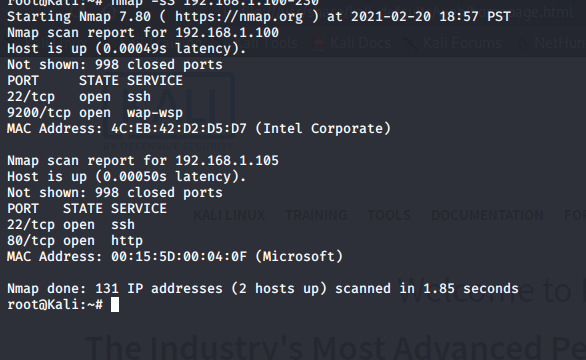 root@Kali:~# nmap -sS 192.168.1.100-230
Starting Nmap 7.80 ( https://nmap.org ) at 2021-02-20 18:57 PST
Nmap scan report for 192.168.1.100
Host is up (0.00049s latency).
Tools Kali Docs Kali Forums NetHun
Not shown: 998 closed ports
PORT     STATE SERVICE
22/tcp   open  ssh
9200/tcp open  wap-wsp
MAC Address: 4C:EB:42:D2:D5:D7 (Intel Corporate)
KALI
Nmap scan report for 192.168.1.105
Host is up (0.00050s latency).
Not shown: 998 closed ports
PORT   STATE SERVICE
KALI LINUX TRAINING TOOLS DOCUMENTATION FO
22/tcp open  ssh
80/tcp open  http
MAC Address: 00:15:5D:00:04:0F (Microsoft)
Nmap done: 131 IP addresses (2 hosts up) scanned in 1.85 seconds
Welcome to
root@Kali:~#
The Industry's Most Advanced Pe